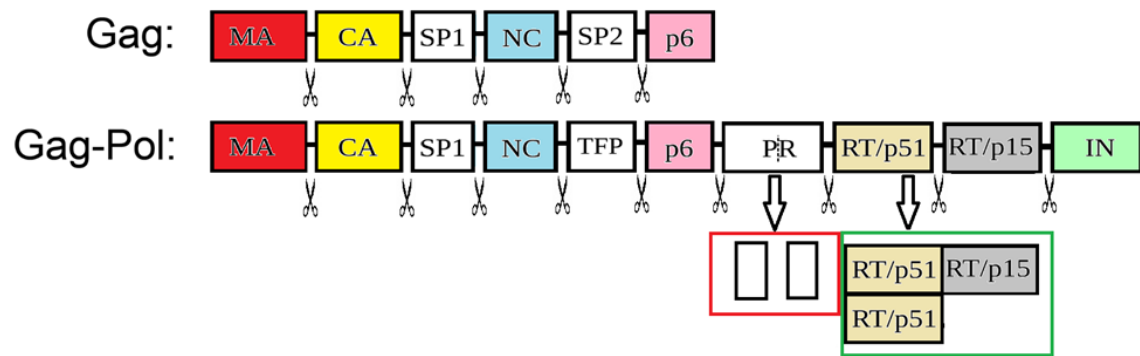 Gag: MA CA SP1 NC SP2 p6
Gag-Pol: MA CA SP1 NC TFP p6 PR RT/p51 RT/p15 IN
RT/p51 RT/p15
RT/p51